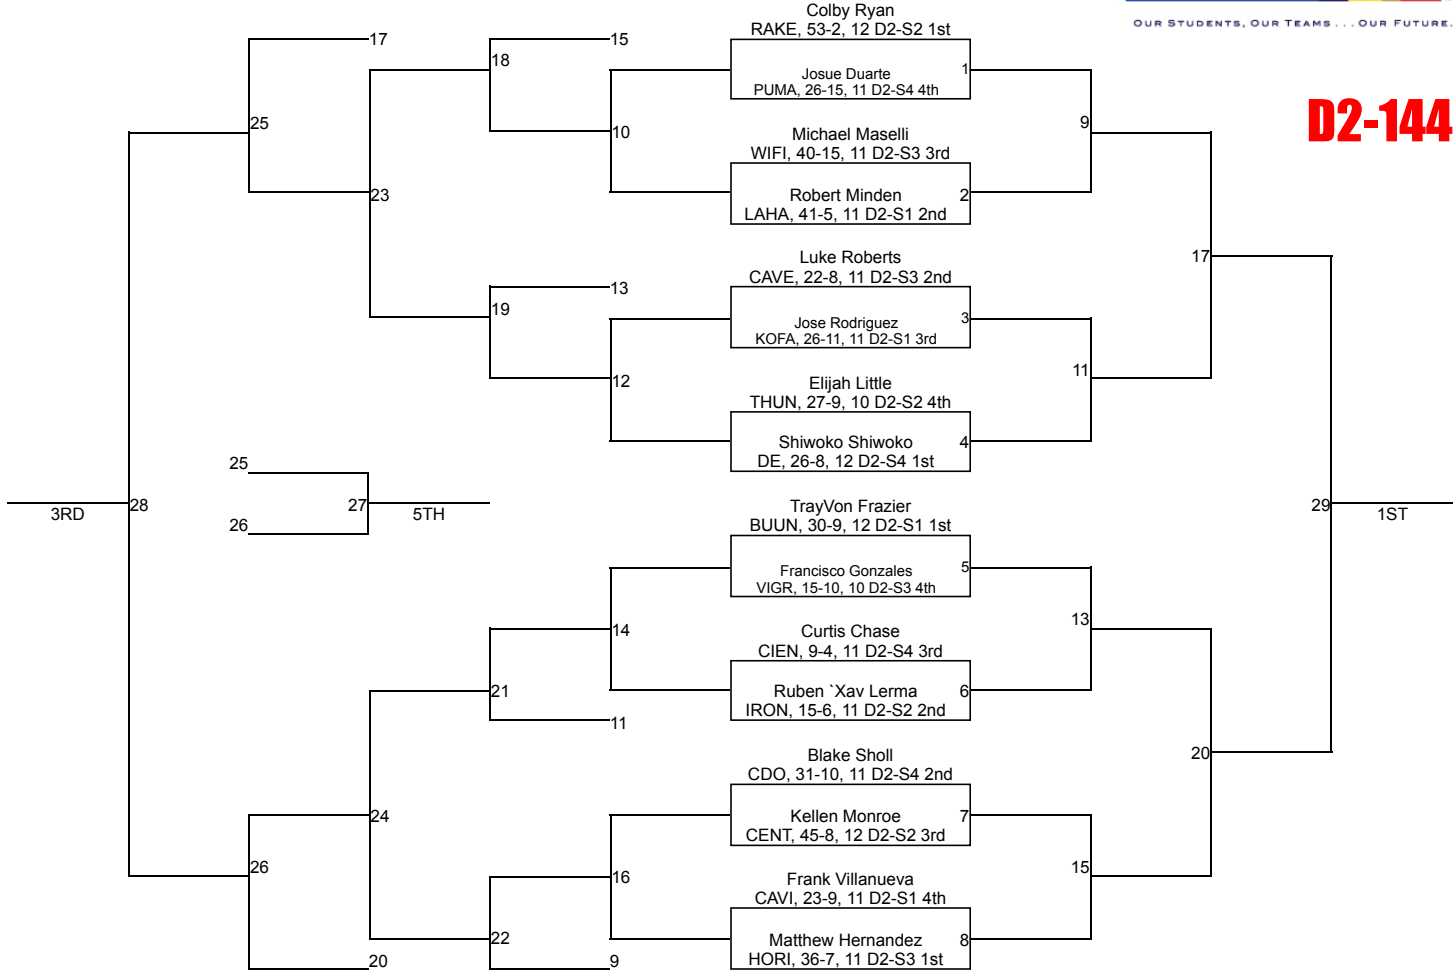 OUR STUDENTS, OUR TEAMS . . . OUR FUTURE.
D2-144
Colby Ryan
RAKE, 53-2, 12 D2-S2 1st
Josue Duarte
PUMA, 26-15, 11 D2-S4 4th
1
Michael Maselli
WIFI, 40-15, 11 D2-S3 3rd
Robert Minden
LAHA, 41-5, 11 D2-S1 2nd
2
Luke Roberts
CAVE, 22-8, 11 D2-S3 2nd
Jose Rodriguez
KOFA, 26-11, 11 D2-S1 3rd
3
Elijah Little
THUN, 27-9, 10 D2-S2 4th
Shiwoko Shiwoko
DE, 26-8, 12 D2-S4 1st
4
TrayVon Frazier
BUUN, 30-9, 12 D2-S1 1st
Francisco Gonzales
VIGR, 15-10, 10 D2-S3 4th
5
Curtis Chase
CIEN, 9-4, 11 D2-S4 3rd
Ruben `Xav Lerma
IRON, 15-6, 11 D2-S2 2nd
6
Blake Sholl
CDO, 31-10, 11 D2-S4 2nd
Kellen Monroe
CENT, 45-8, 12 D2-S2 3rd
7
Frank Villanueva
CAVI, 23-9, 11 D2-S1 4th
Matthew Hernandez
HORI, 36-7, 11 D2-S3 1st
8
9
11
13
15
17
20
29
1ST
17
15
18
10
25
23
13
19
12
25
28
3RD
27
5TH
26
14
21
11
24
26
16
22
20
9